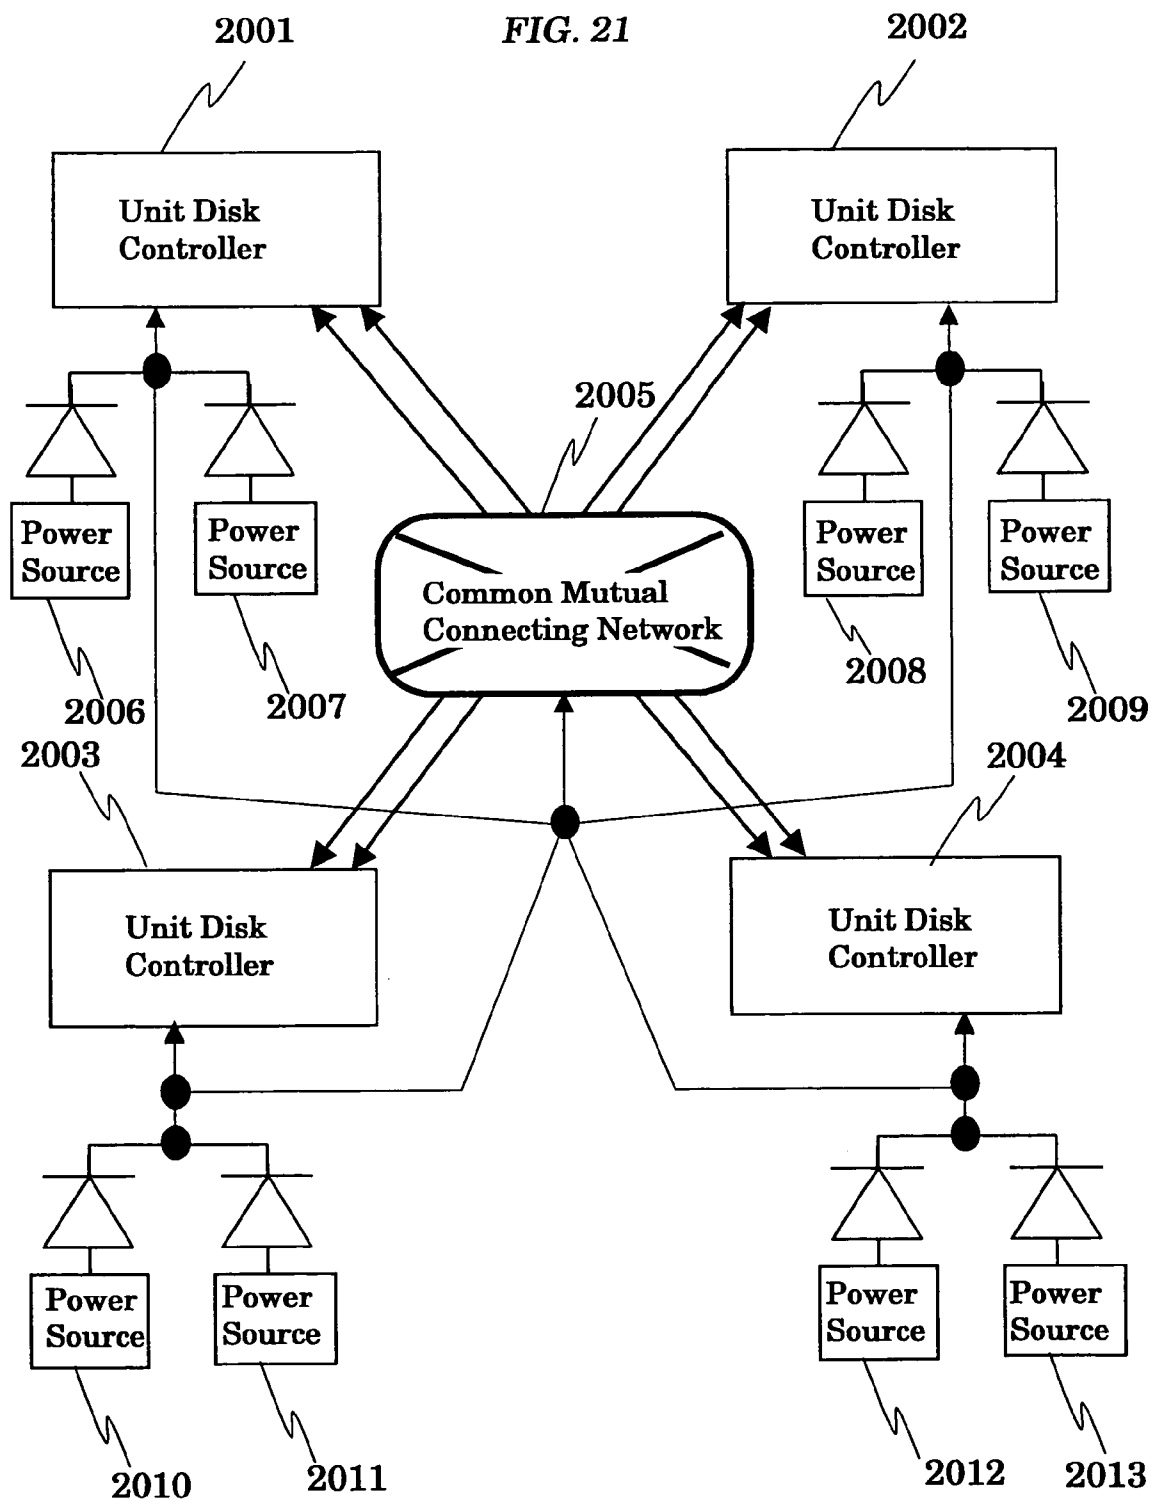 2001
FIG. 21
2002
Unit Disk
Controller
Unit Disk
Controller
2005
Power
Source
Power
Source
Power
Source
Power
Source
Common Mutual
Connecting Network
2006
2007
2008
2009
2003
2004
Unit Disk
Controller
Unit Disk
Controller
Power
Source
Power
Source
Power
Source
Power
Source
2010
2011
2012
2013